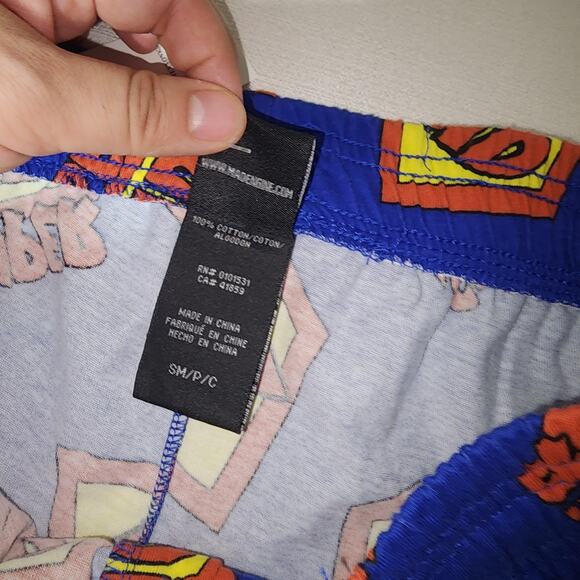 WWW.MADENGINE.COM
100% COTTON/COTON/
ALGODON
RN# 0101531
CA# 41859
MADE IN CHINA
FABRIQUÉ EN CHINE
HECHO EN CHINA
SM/P/C